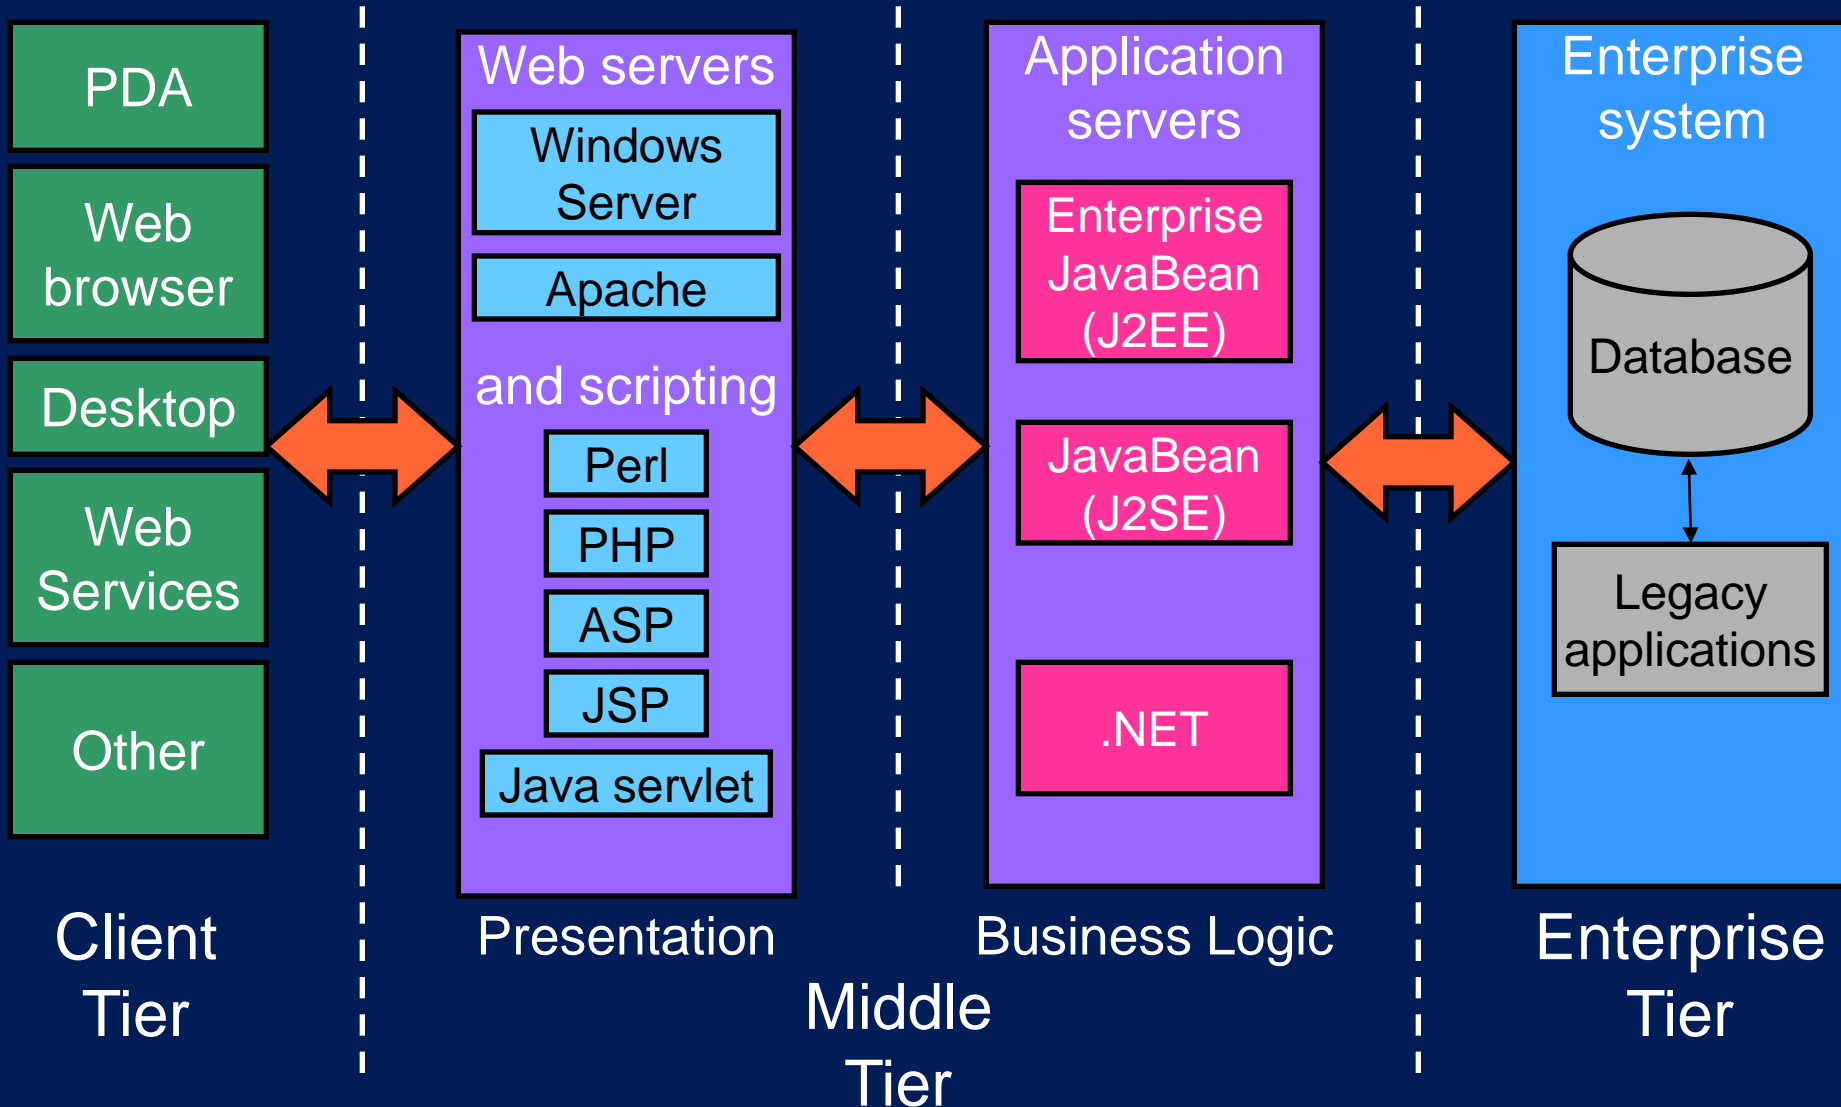 PDA
Web
browser
Desktop
Web
Services
Other
Client
Tier
Web servers
Windows
Server
Apache
and scripting
Perl
PHP
ASP
JSP
Java servlet
Presentation
Application
servers
Enterprise
JavaBean
(J2EE)
JavaBean
(J2SE)
.NET
Business Logic
Middle
Tier
Enterprise
system
Database
Legacy
applications
Enterprise
Tier